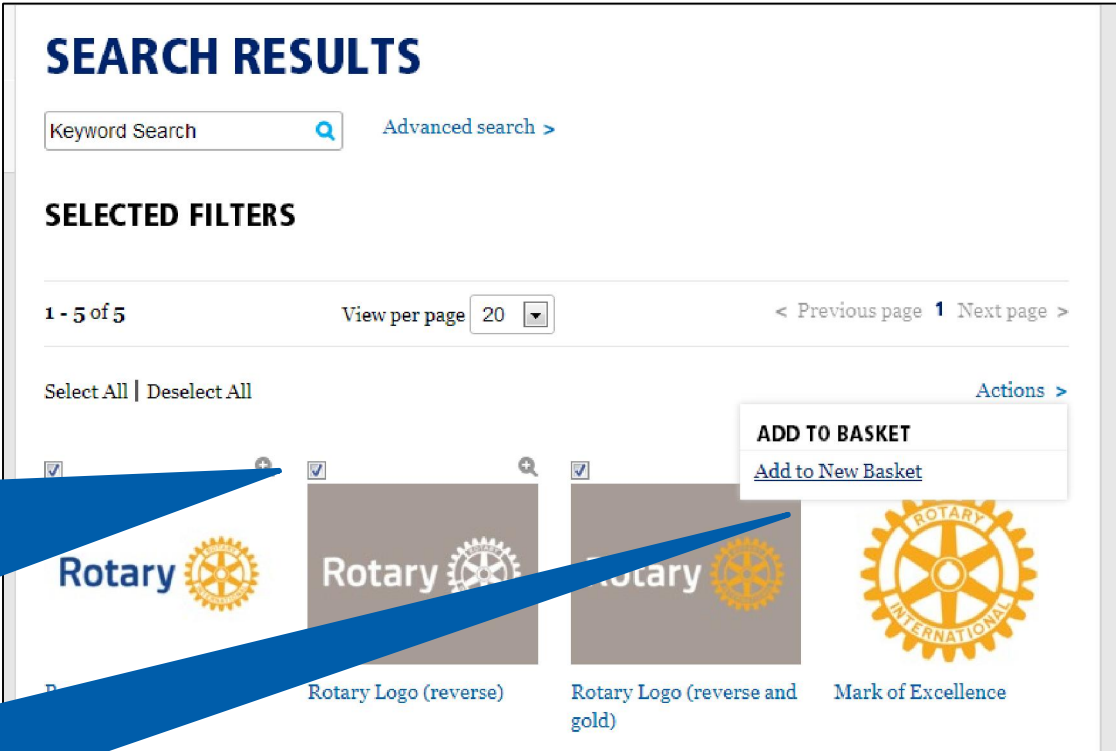 SEARCH RESULTS
Keyword Search
Advanced search >
SELECTED FILTERS
1 - 5 of 5
View per page 20
< Previous page 1 Next page >
Select All | Deselect All
Actions >
ADD TO BASKET
Add to New Basket
Rotary
Rotary
Rotary
ROTARY
INTERNATIONAL
Rotary Logo (reverse)
Rotary Logo (reverse and
gold)
Mark of Excellence